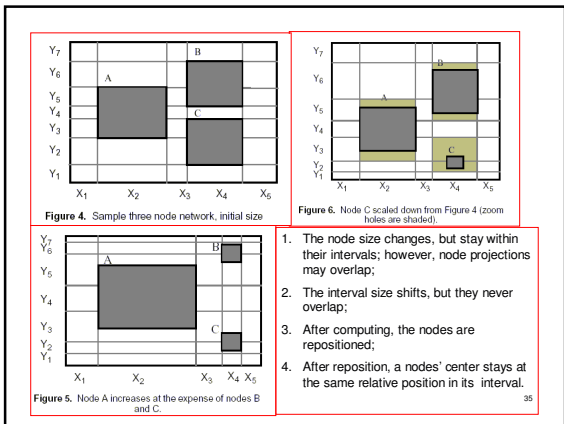 Y7
Y6
Y5
Y4
Y3
Y2
Y1
A
B
C
X1 X2 X3 X4 X5
Figure 4. Sample three node network, initial size
Y7
Y6
Y5
Y4
Y3
Y2
Y1
A
B
C
X1 X2 X3 X4 X5
Figure 6. Node C scaled down from Figure 4 (zoom
holes are shaded).
Y7
Y6
Y5
Y4
Y3
Y2
Y1
A
B
C
X1 X2 X3 X4 X5
Figure 5. Node A increases at the expense of nodes B
and C.
1. The node size changes, but stay within
their intervals; however, node projections
may overlap;
2. The interval size shifts, but they never
overlap;
3. After computing, the nodes are
repositioned;
4. After reposition, a nodes' center stays at
the same relative position in its interval.
35